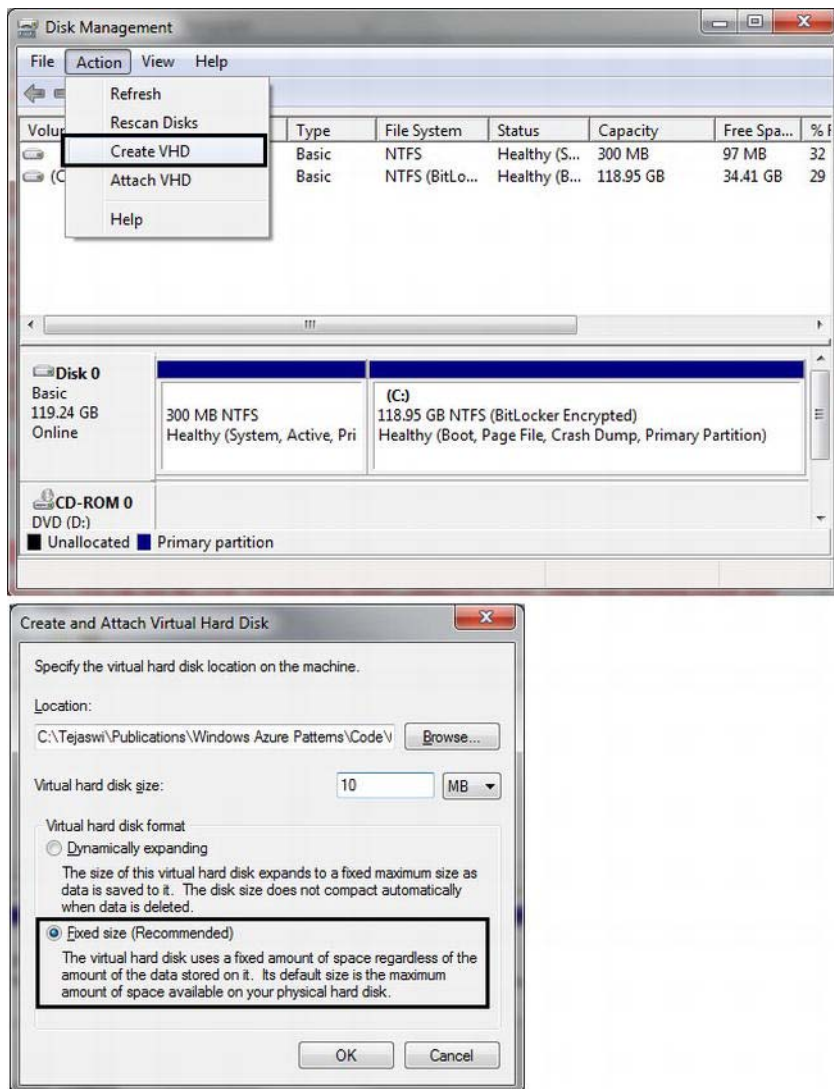 Disk Management
File Action View Help
Refresh
Rescan Disks
Create VHD
Attach VHD
Help
Type File System Status Capacity Free Spa...
Basic NTFS Healthy (S... 300 MB 97 MB 32
(C Basic NTFS (BitLo... Healthy (B... 118.95 GB 34.41 GB 29
Disk 0
Basic
119.24 GB
Online
300 MB NTFS
Healthy (System, Active, Pri
(C:)
118.95 GB NTFS (BitLocker Encrypted)
Healthy (Boot, Page File, Crash Dump, Primary Partition)
CD-ROM 0
DVD (D:)
Unallocated Primary partition
Create and Attach Virtual Hard Disk
Specify the virtual hard disk location on the machine.
Location:
C:\Tejaswi\Publications\Windows Azure Patterns\Code\ Browse...
Virtual hard disk size: 10 MB
Virtual hard disk format
Dynamically expanding
The size of this virtual hard disk expands to a fixed maximum size as
data is saved to it. The disk size does not compact automatically
when data is deleted.
Fixed size (Recommended)
The virtual hard disk uses a fixed amount of space regardless of the
amount of the data stored on it. Its default size is the maximum
amount of space available on your physical hard disk.
OK Cancel